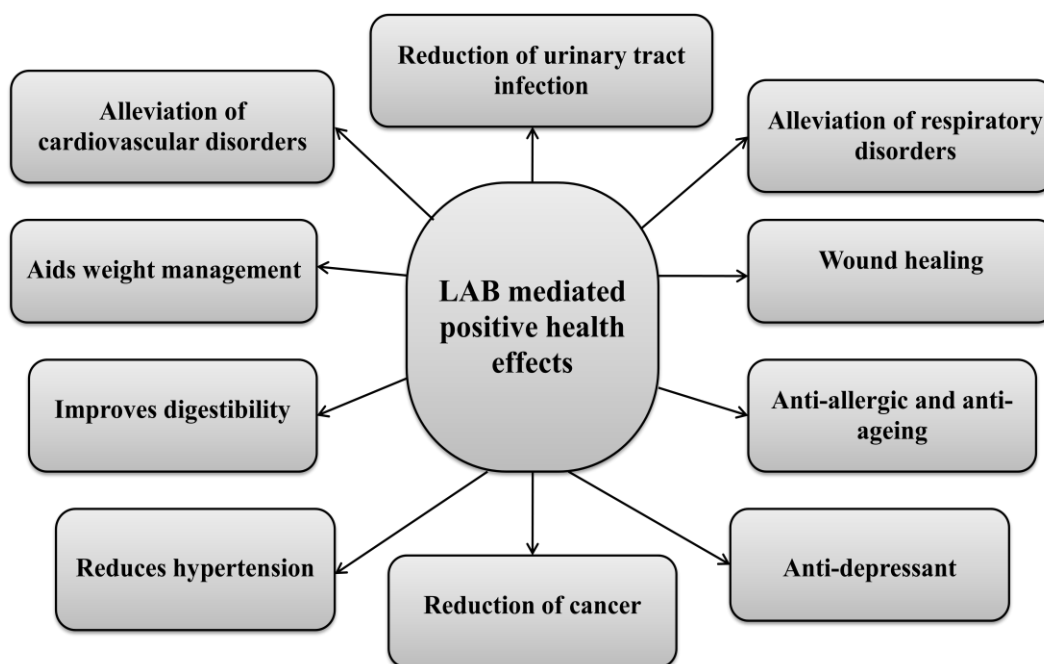 Reduction of urinary tract
infection
Alleviation of
cardiovascular disorders
Alleviation of respiratory
disorders
Aids weight management
LAB mediated
positive health
effects
Wound healing
Improves digestibility
Anti-allergic and anti-
ageing
Reduces hypertension
Reduction of cancer
Anti-depressant